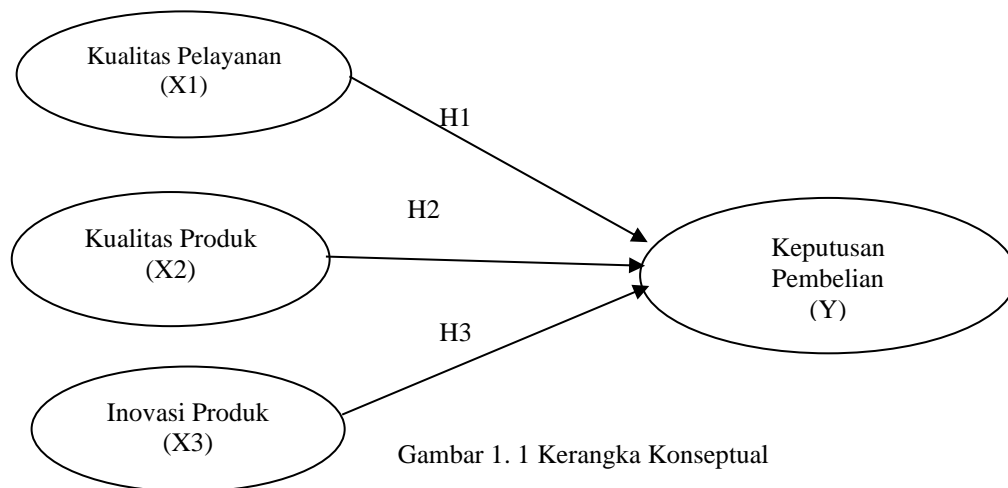 Kualitas Pelayanan
(X1)
H1
H2
Kualitas Produk
(X2)
Keputusan
Pembelian
(Y)
H3
Inovasi Produk
(X3)
Gambar 1. 1 Kerangka Konseptual